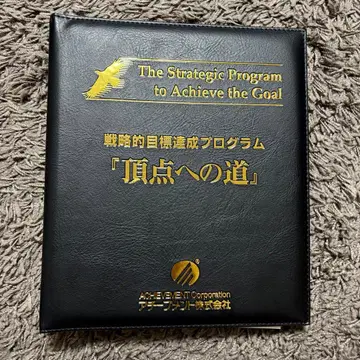 The Strategic Program
to Achieve the Goal
戦略的目標達成プログラム
『頂点への道』
ACHIEVEMENT Corporation
アチーブメント株式会社